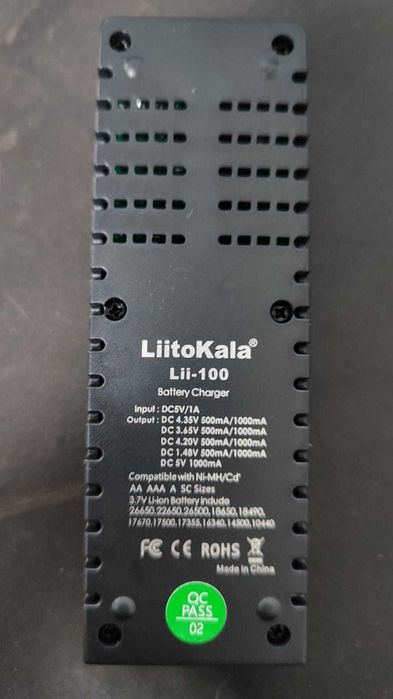 LiitoKala®
Lii-100
Battery Charger
Input : DC5V/1A
Output : DC 4.35V 500mA/1000mA
DC 3.65V 500mA/1000mA
DC 4.20V 500mA/1000mA
DC 1.48V 500mA/1000mA
DC 5V 1000mA
Compatible with Ni-MH/Cd'
AA AAA A SC Sizes
3.7V Li-ion Battery include
26650,22650,26500,18650,18490,
17670,17500,17355,16340,14500,10440
FC CE ROHS
Made in China
QC
PASS
02